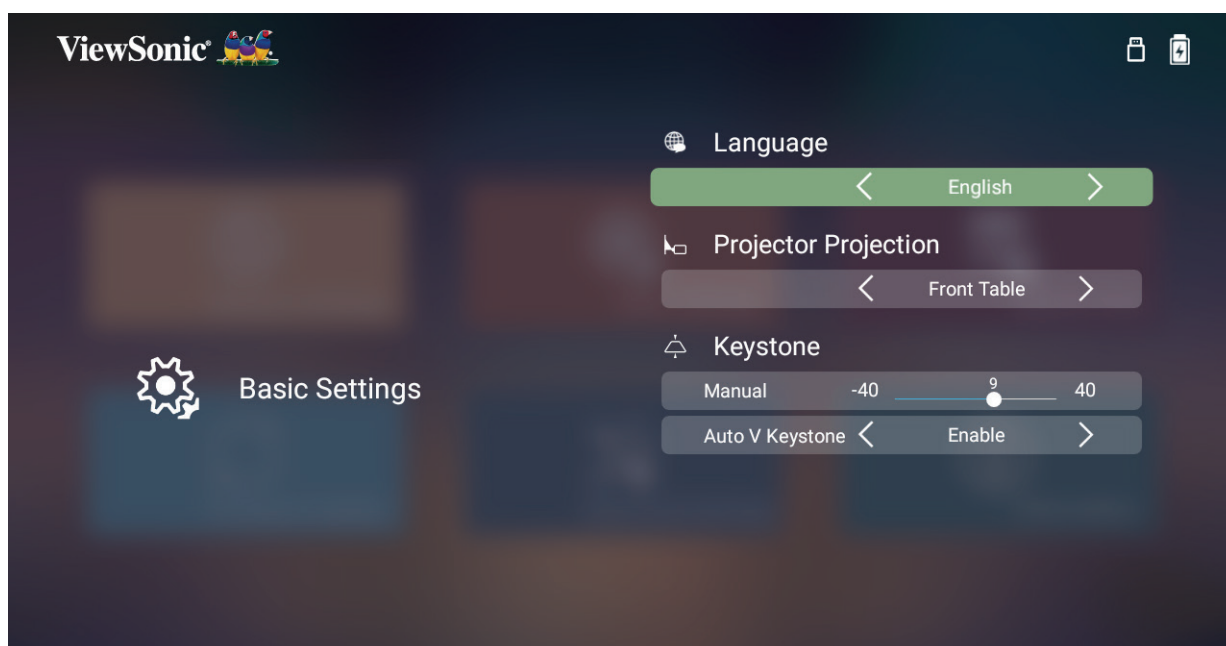 ViewSonic®
Language
English
Projector Projection
Front Table
Keystone
Manual -40 9 40
Auto V Keystone Enable
Basic Settings